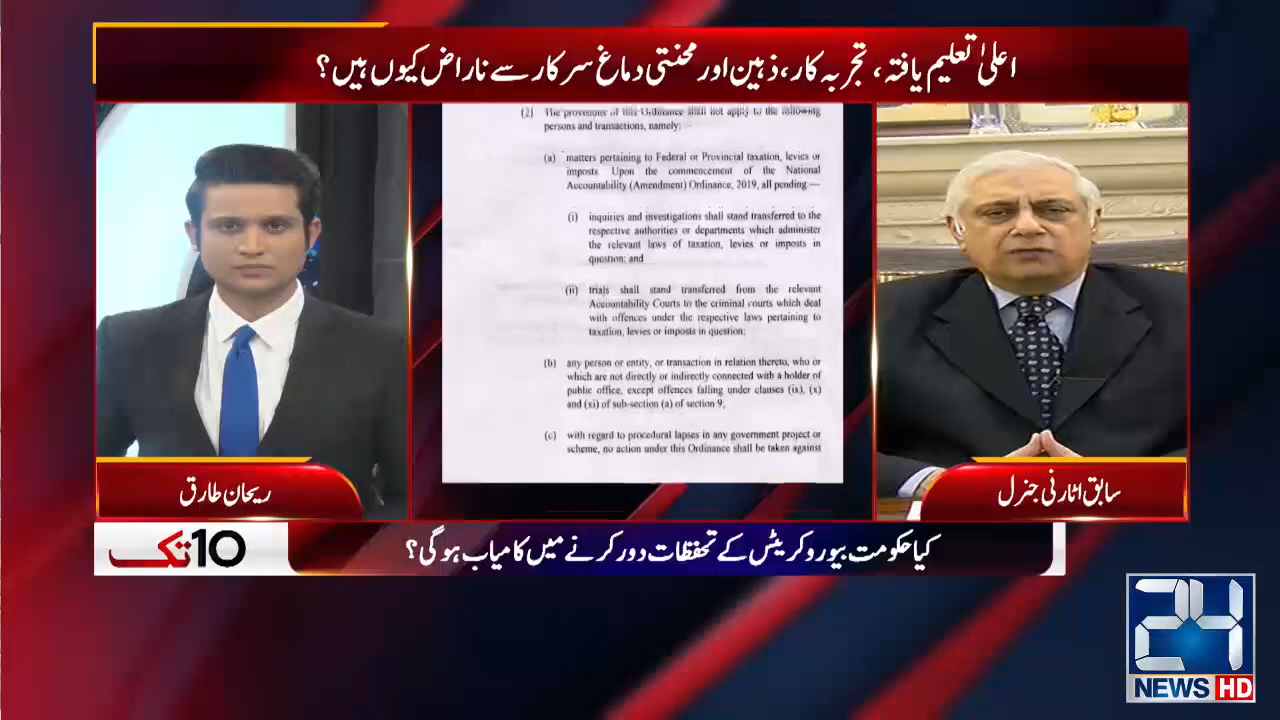 اعلیٰ تعلیم یافتہ، تجربہ کار، ذہین اور محنتی دماغ سرکار سے ناراض کیوں ہیں؟
(2) The provisions of this Ordinance shall not apply to the following
persons and transactions, namely:—
(a) matters pertaining to Federal or Provincial taxation, levies or
imposts Upon the commencement of the National
Accountability (Amendment) Ordinance, 2019, all pending —
(i) inquiries and investigations shall stand transferred to the
respective authorities or departments which administer
the relevant laws of taxation, levies or imposts in
question; and
(ii) trials shall stand transferred from the relevant
Accountability Courts to the criminal courts which deal
with offences under the respective laws pertaining to
taxation, levies or imposts in question;
(b) any person or entity, or transaction in relation thereto, who or
which are not directly or indirectly connected with a holder of
public office, except offences falling under clauses (ix), (x)
and (xi) of sub-section (a) of section 9;
(c) with regard to procedural lapses in any government project or
scheme, no action under this Ordinance shall be taken against
سابق اٹارنی جنرل
ریحان طارق
10 تک
کیا حکومت بیوروکریٹس کے تحفظات دور کرنے میں کامیاب ہوگی؟
24
NEWS HD